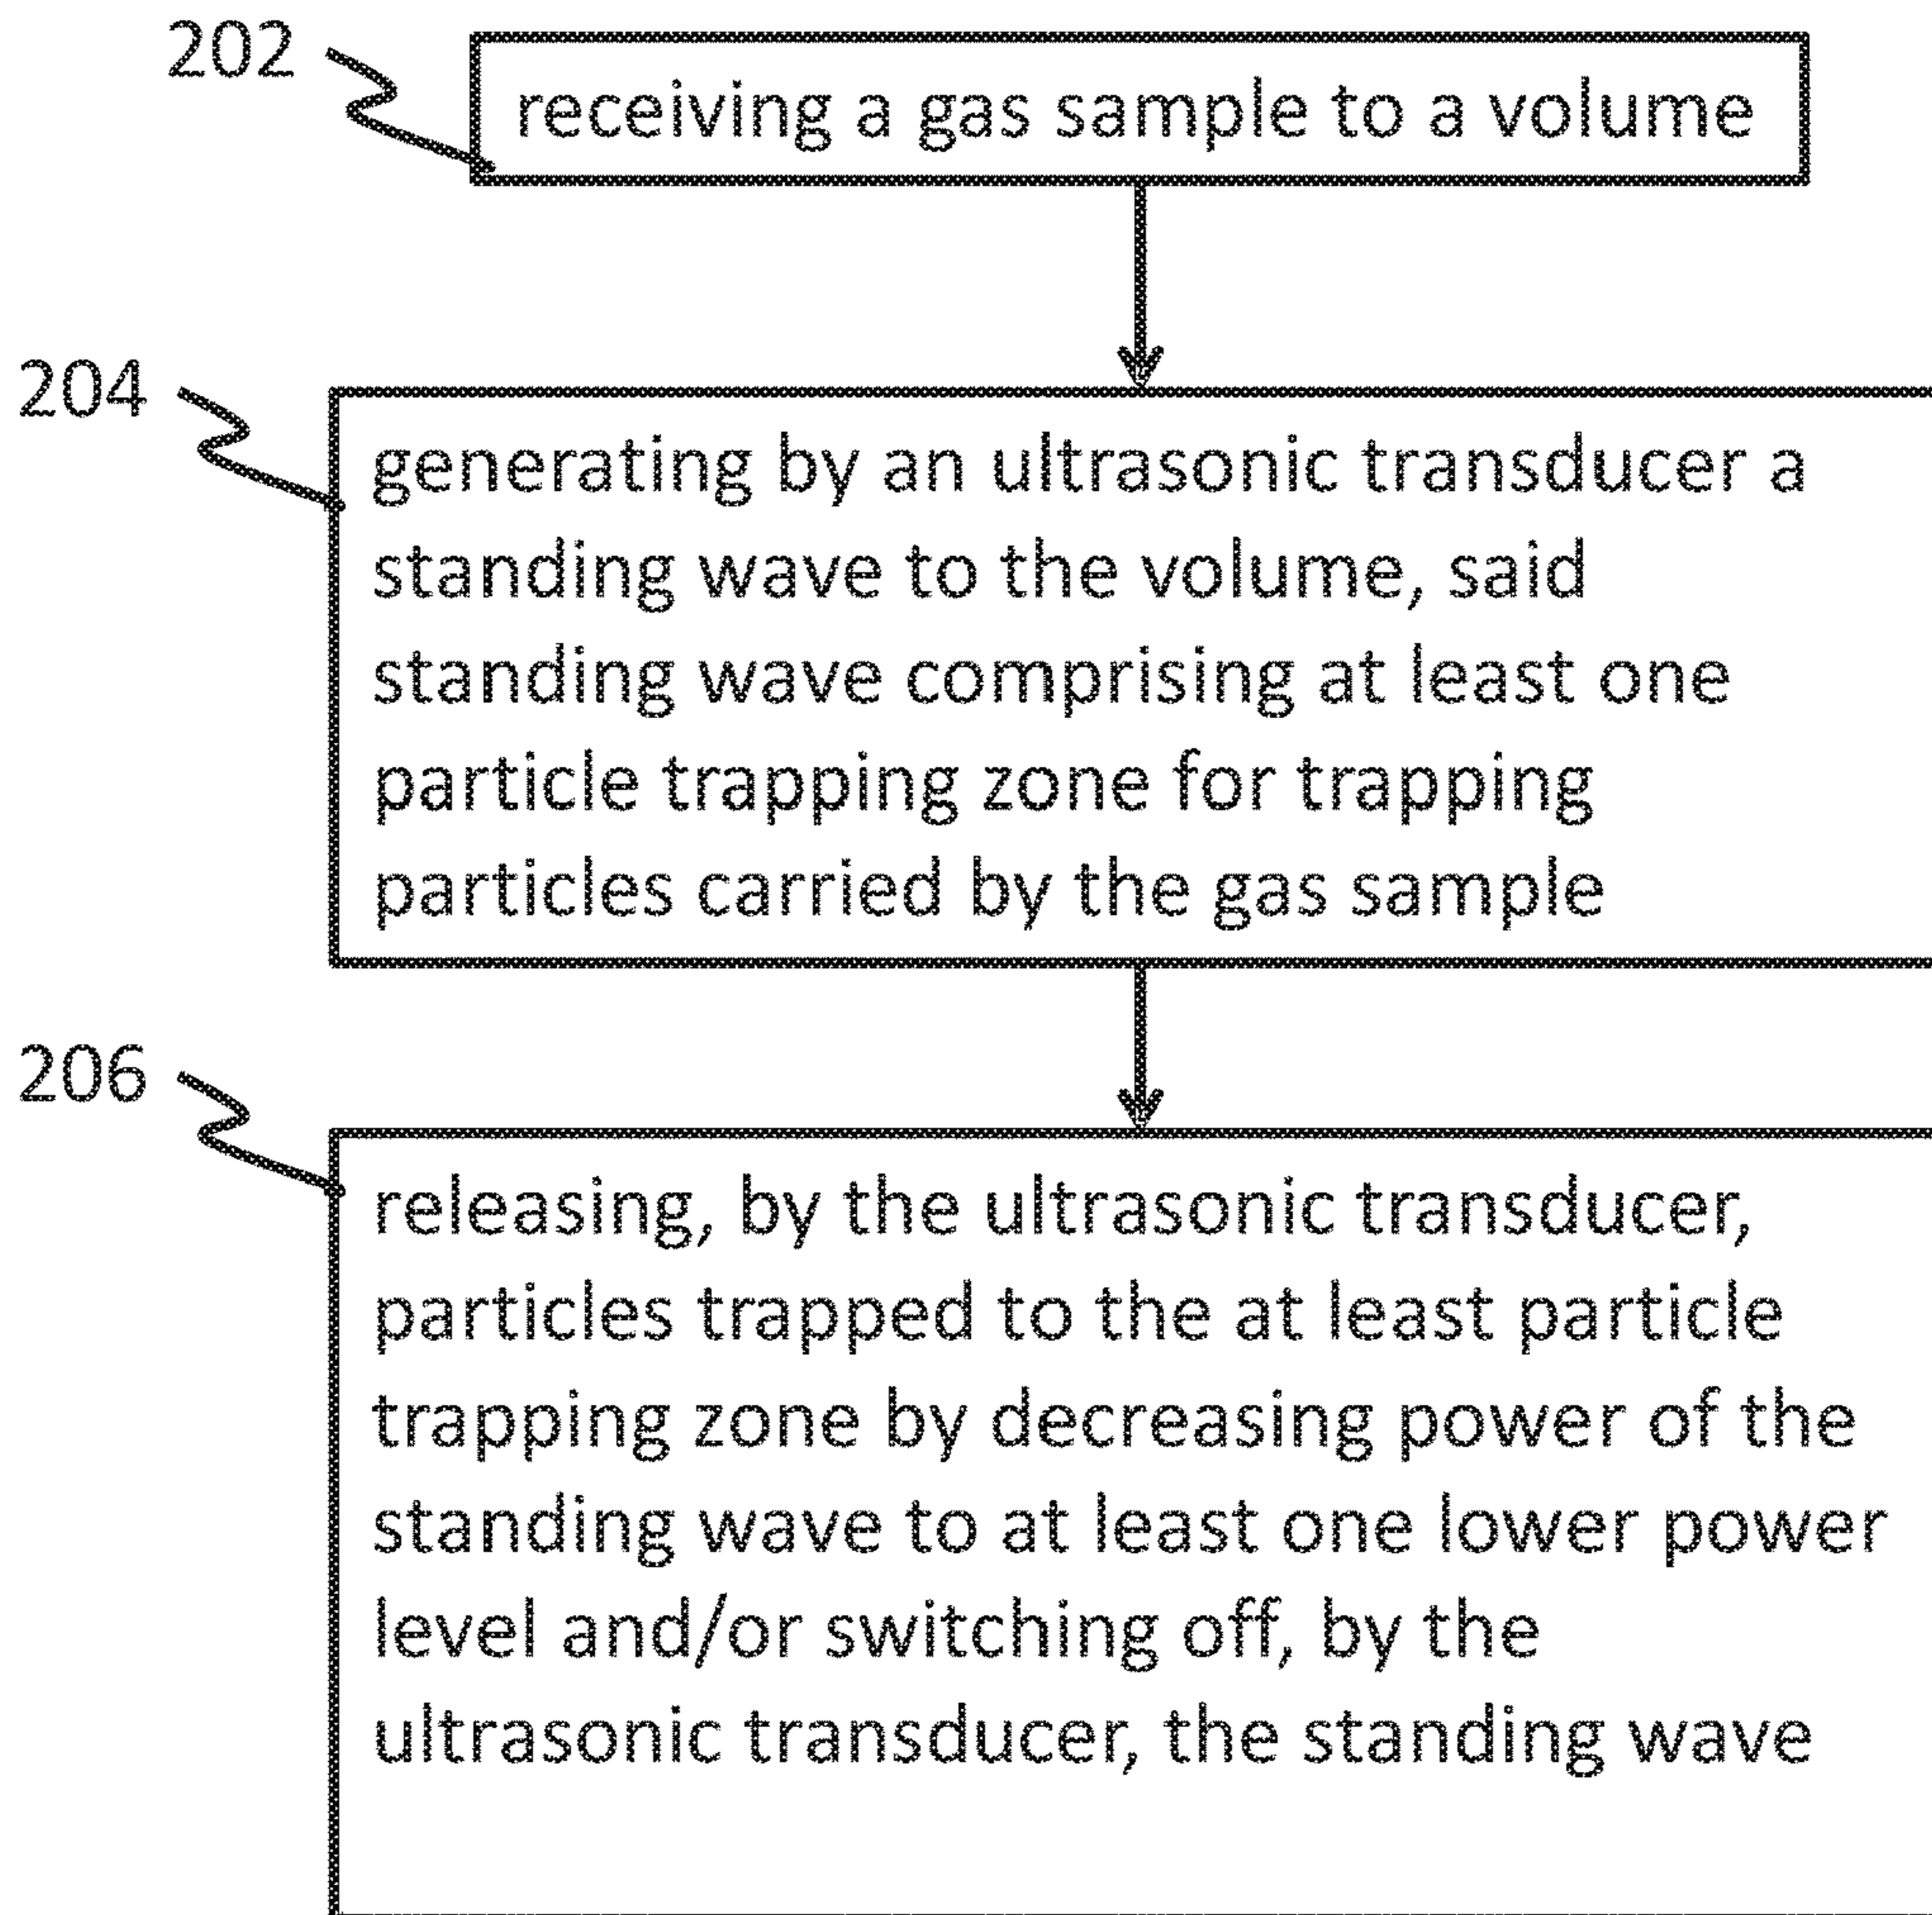 202
receiving a gas sample to a volume
204
generating by an ultrasonic transducer a
standing wave to the volume, said
standing wave comprising at least one
particle trapping zone for trapping
particles carried by the gas sample
206
releasing, by the ultrasonic transducer,
particles trapped to the at least particle
trapping zone by decreasing power of the
standing wave to at least one lower power
level and/or switching off, by the
ultrasonic transducer, the standing wave